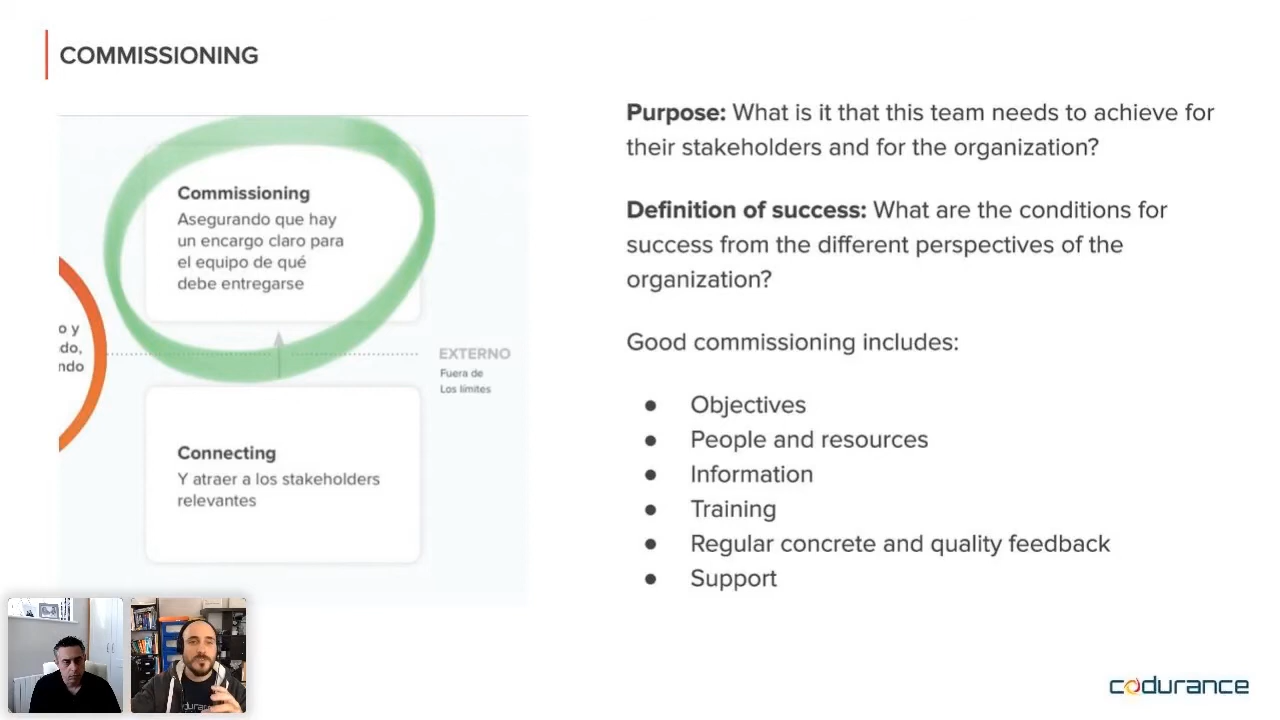 COMMISSIONING
Commissioning
Asegurando que hay
un encargo claro para
el equipo de qué
debe entregarse
o y
do,
ndo
EXTERNO
Fuera de
Los límites
Connecting
Y atraer a los stakeholders
relevantes
Purpose: What is it that this team needs to achieve for
their stakeholders and for the organization?
Definition of success: What are the conditions for
success from the different perspectives of the
organization?
Good commissioning includes:
● Objectives
● People and resources
● Information
● Training
● Regular concrete and quality feedback
● Support
codurance